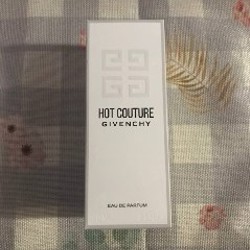 HOT COUTURE
GIVENCHY
EAU DE PARFUM